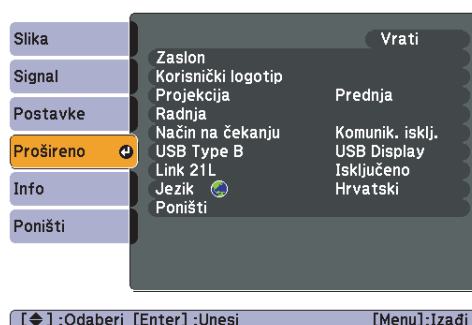 Slika
Signal
Postavke
Prošireno
Info
Poništi
Vrati
Zaslon
Korisnički logotip
Projekcija Prednja
Radnja
Način na čekanju Komunik. isklj.
USB Type B USB Display
Link 21L Isključeno
Jezik Hrvatski
Poništi
[◆] :Odaberi [Enter] :Unesi [Menu]:Izađi